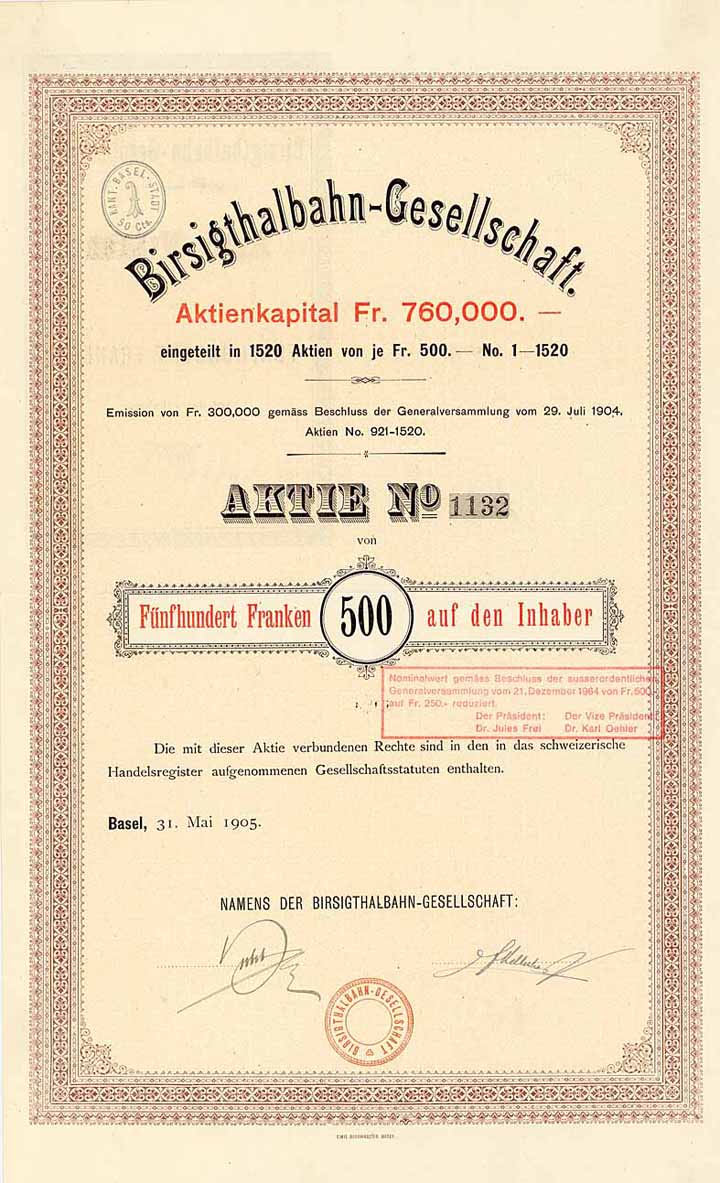 KANT. BASEL-STADT
50 Cts.
Birsigthalbahn-Gesellschaft.
Aktienkapital Fr. 760,000. —
eingeteilt in 1520 Aktien von je Fr. 500.— No. 1—1520
Emission von Fr. 300,000 gemäss Beschluss der Generalversammlung vom 29. Juli 1904.
Aktien No. 921-1520.
AKTIE No 1132
von
Fünfhundert Franken 500 auf den Inhaber
Nominalwert gemäss Beschluss der ausserordentlichen
Generalversammlung vom 21. Dezember 1964 von Fr. 500.-
auf Fr. 250.- reduziert.
Der Präsident: Der Vize Präsident:
Dr. Jules Frei Dr. Karl Oehler
Die mit dieser Aktie verbundenen Rechte sind in den in das schweizerische
Handelsregister aufgenommenen Gesellschaftsstatuten enthalten.
Basel, 31. Mai 1905.
NAMENS DER BIRSIGTHALBAHN-GESELLSCHAFT:
BIRSIGTHALBAHN-GESELLSCHAFT